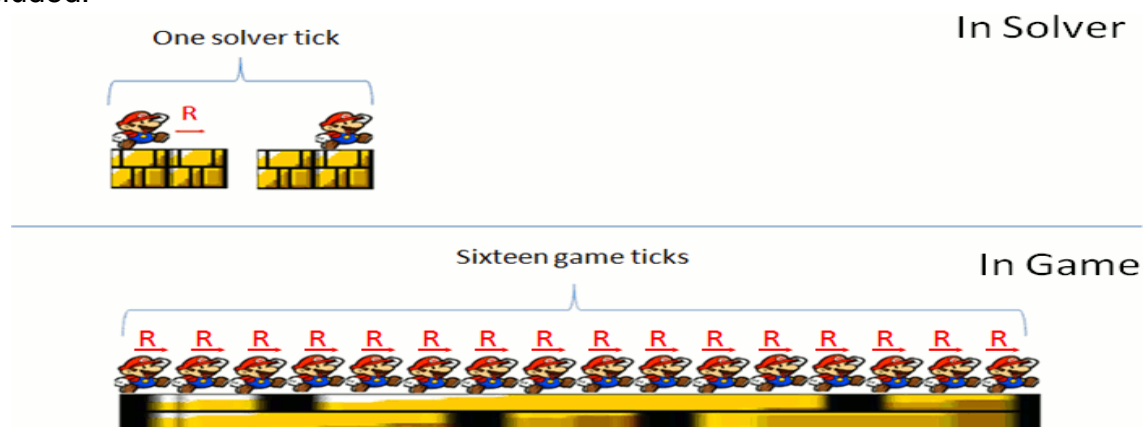 In Solver
One solver tick
R
Sixteen game ticks
In Game
R R R R R R R R R R R R R R R R